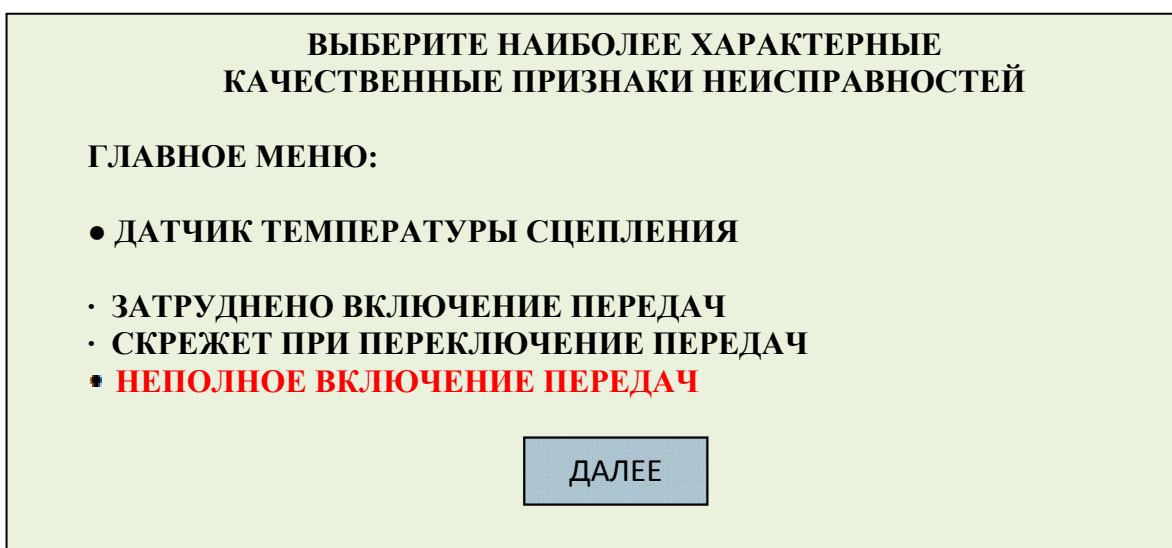 ВЫБЕРИТЕ НАИБОЛЕЕ ХАРАКТЕРНЫЕ
КАЧЕСТВЕННЫЕ ПРИЗНАКИ НЕИСПРАВНОСТЕЙ
ГЛАВНОЕ МЕНЮ:
● ДАТЧИК ТЕМПЕРАТУРЫ СЦЕПЛЕНИЯ
· ЗАТРУДНЕНО ВКЛЮЧЕНИЕ ПЕРЕДАЧ
· СКРЕЖЕТ ПРИ ПЕРЕКЛЮЧЕНИЕ ПЕРЕДАЧ
• НЕПОЛНОЕ ВКЛЮЧЕНИЕ ПЕРЕДАЧ
ДАЛЕЕ